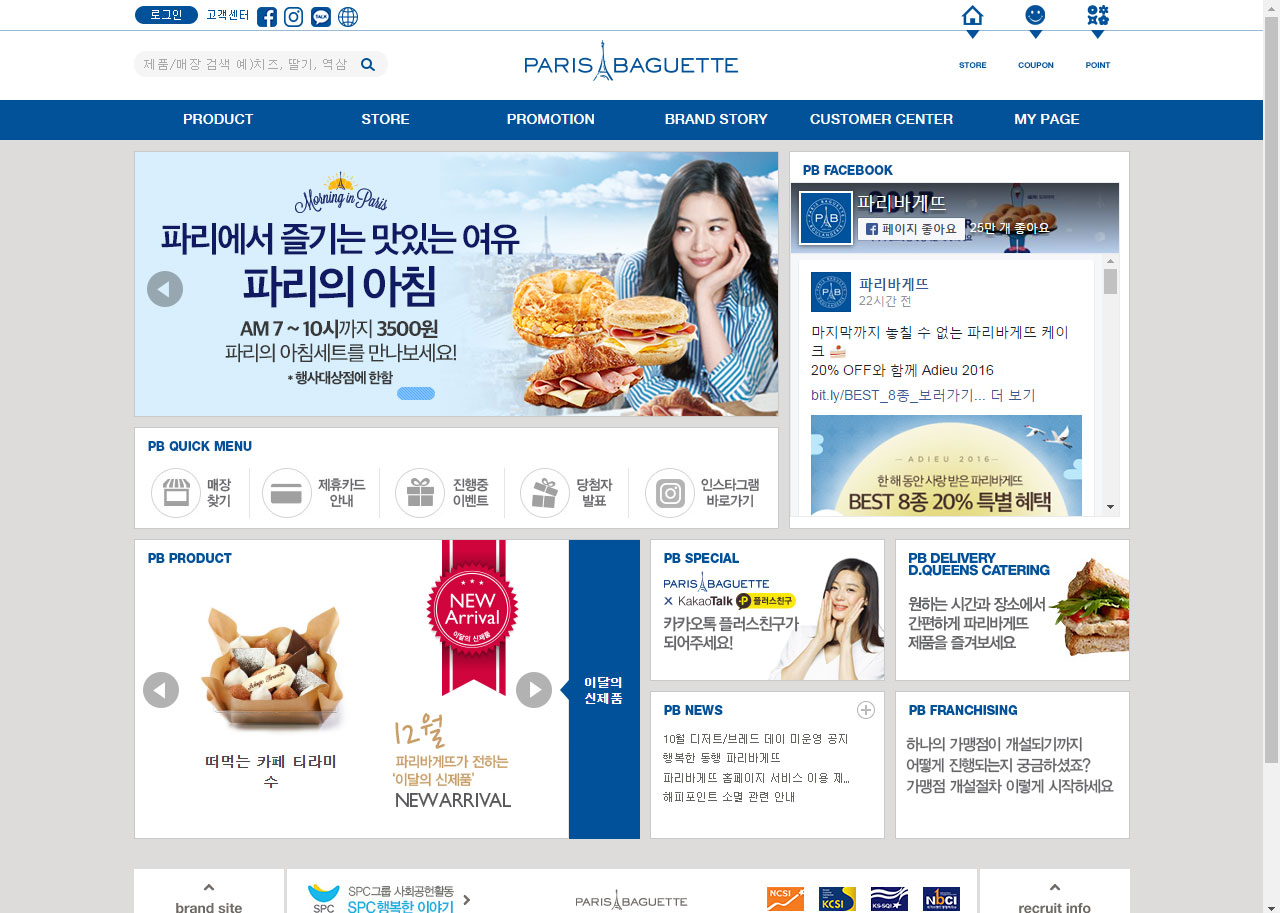 로그인
고객센터
TALK
제품/매장 검색 예)치즈, 딸기, 역삼
PARIS BAGUETTE
STORE
COUPON
POINT
PRODUCT
STORE
PROMOTION
BRAND STORY
CUSTOMER CENTER
MY PAGE
Morning in Paris
파리에서 즐기는 맛있는 여유
파리의 아침
AM 7 ~ 10시까지 3500원
파리의 아침세트를 만나보세요!
* 행사대상점에 한함
PB FACEBOOK
2017
파리바게뜨
페이지 좋아요
25만 개 좋아요
파리바게뜨
22시간 전
마지막까지 놓칠 수 없는 파리바게뜨 케이
크
20% OFF와 함께 Adieu 2016
bit.ly/BEST_8종_보러가기... 더 보기
ADIEU 2016
한 해 동안 사랑 받은 파리바게뜨
BEST 8종 20% 특별 혜택
PB QUICK MENU
매장
찾기
제휴카드
안내
진행중
이벤트
당첨자
발표
인스타그램
바로가기
PB PRODUCT
떠먹는 카페 티라미
수
NEW
Arrival
이달의 신제품
12월
파리바게뜨가 전하는
'이달의 신제품'
NEW ARRIVAL
이달의
신제품
PB SPECIAL
PARIS BAGUETTE
X KakaoTalk P 플러스친구
카카오톡 플러스친구가
되어주세요!
PB DELIVERY
D.QUEENS CATERING
원하는 시간과 장소에서
간편하게 파리바게뜨
제품을 즐겨보세요
PB NEWS
10월 디저트/브레드 데이 미운영 공지
행복한 동행 파리바게뜨
파리바게뜨 홈페이지 서비스 이용 제...
해피포인트 소멸 관련 안내
PB FRANCHISING
하나의 가맹점이 개설되기까지
어떻게 진행되는지 궁금하셨죠?
가맹점 개설절차 이렇게 시작하세요
brand site
SPC
SPC그룹 사회공헌활동
SPC행복한 이야기
PARIS BAGUETTE
NCSI
KCSI
KS-SQI
NBCI
recruit info